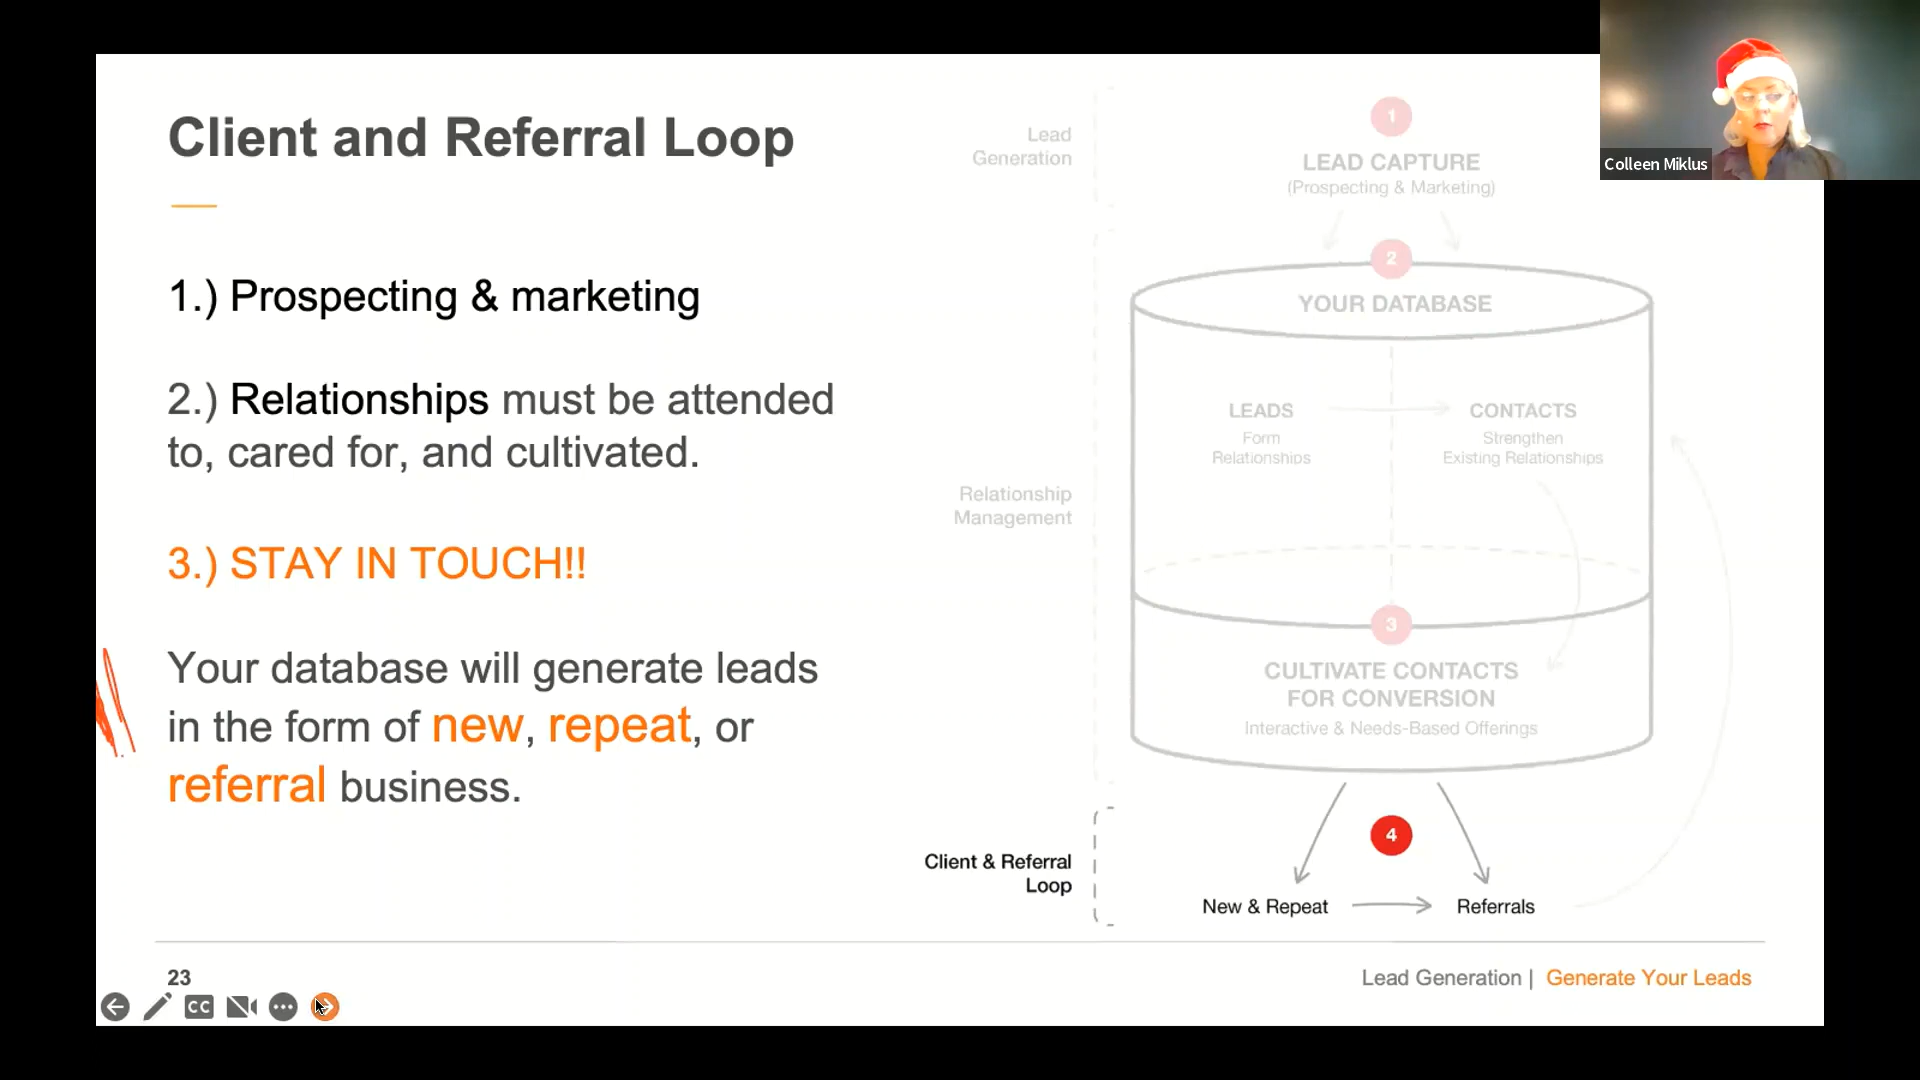 Client and Referral Loop
1.) Prospecting & marketing
2.) Relationships must be attended
to, cared for, and cultivated.
3.) STAY IN TOUCH!!
Your database will generate leads
in the form of new, repeat, or
referral business.
Lead
Generation
1
LEAD CAPTURE
(Prospecting & Marketing)
2
YOUR DATABASE
LEADS
Form
Relationships
CONTACTS
Strengthen
Existing Relationships
Relationship
Management
3
CULTIVATE CONTACTS
FOR CONVERSION
Interactive & Needs-Based Offerings
4
Client & Referral
Loop
New & Repeat
Referrals
23
Lead Generation | Generate Your Leads
CC
Colleen Miklus